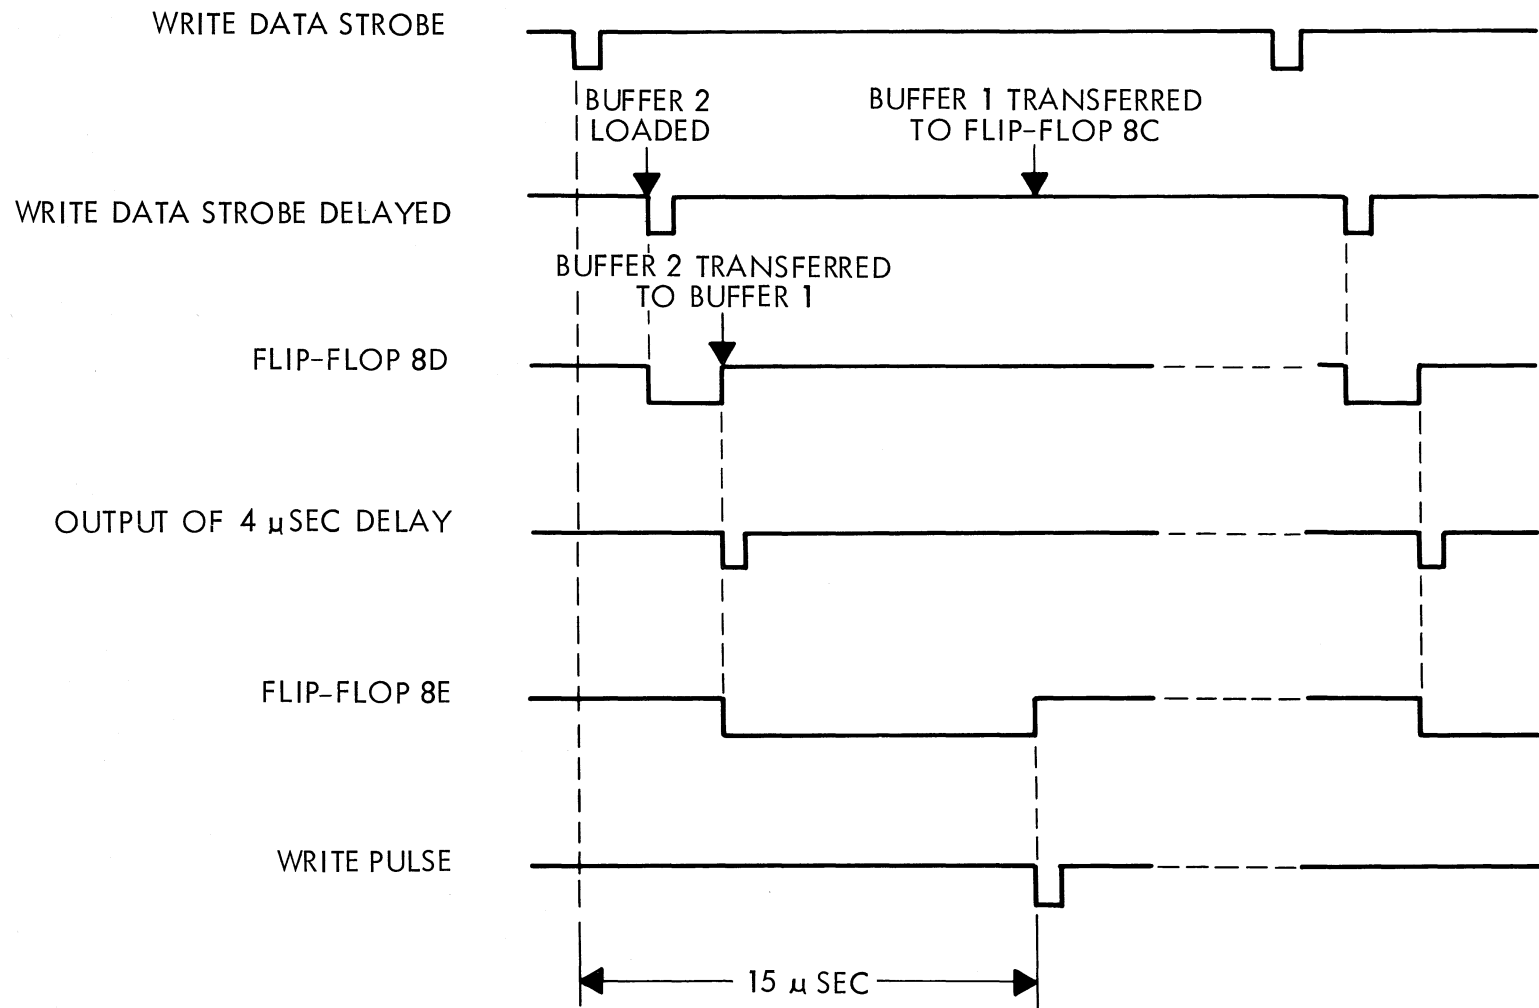 WRITE DATA STROBE
BUFFER 2
LOADED
BUFFER 1 TRANSFERRED
TO FLIP-FLOP 8C
WRITE DATA STROBE DELAYED
BUFFER 2 TRANSFERRED
TO BUFFER 1
FLIP-FLOP 8D
OUTPUT OF 4 μSEC DELAY
FLIP-FLOP 8E
WRITE PULSE
15 μ SEC